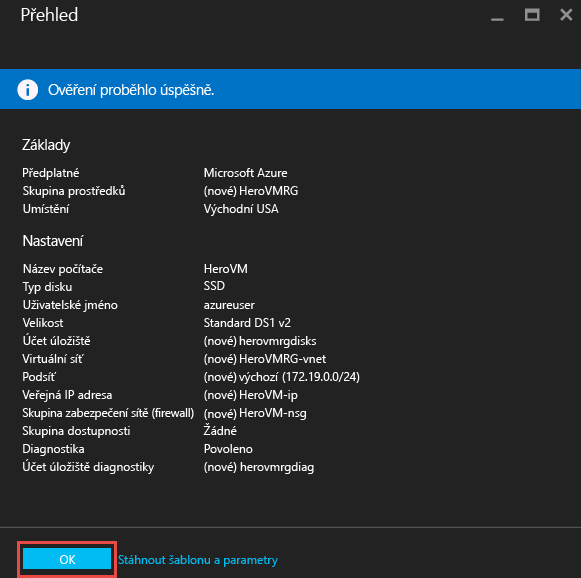 Přehled
Ověření proběhlo úspěšně.
Základy
Předplatné Microsoft Azure
Skupina prostředků (nové) HeroVMRG
Umístění Východní USA
Nastavení
Název počítače HeroVM
Typ disku SSD
Uživatelské jméno azureuser
Velikost Standard DS1 v2
Účet úložiště (nové) herovmrgdisks
Virtuální síť (nové) HeroVMRG-vnet
Podsíť (nové) výchozí (172.19.0.0/24)
Veřejná IP adresa (nové) HeroVM-ip
Skupina zabezpečení sítě (firewall) (nové) HeroVM-nsg
Skupina dostupnosti Žádné
Diagnostika Povoleno
Účet úložiště diagnostiky (nové) herovmrgdiag
OK Stáhnout šablonu a parametry